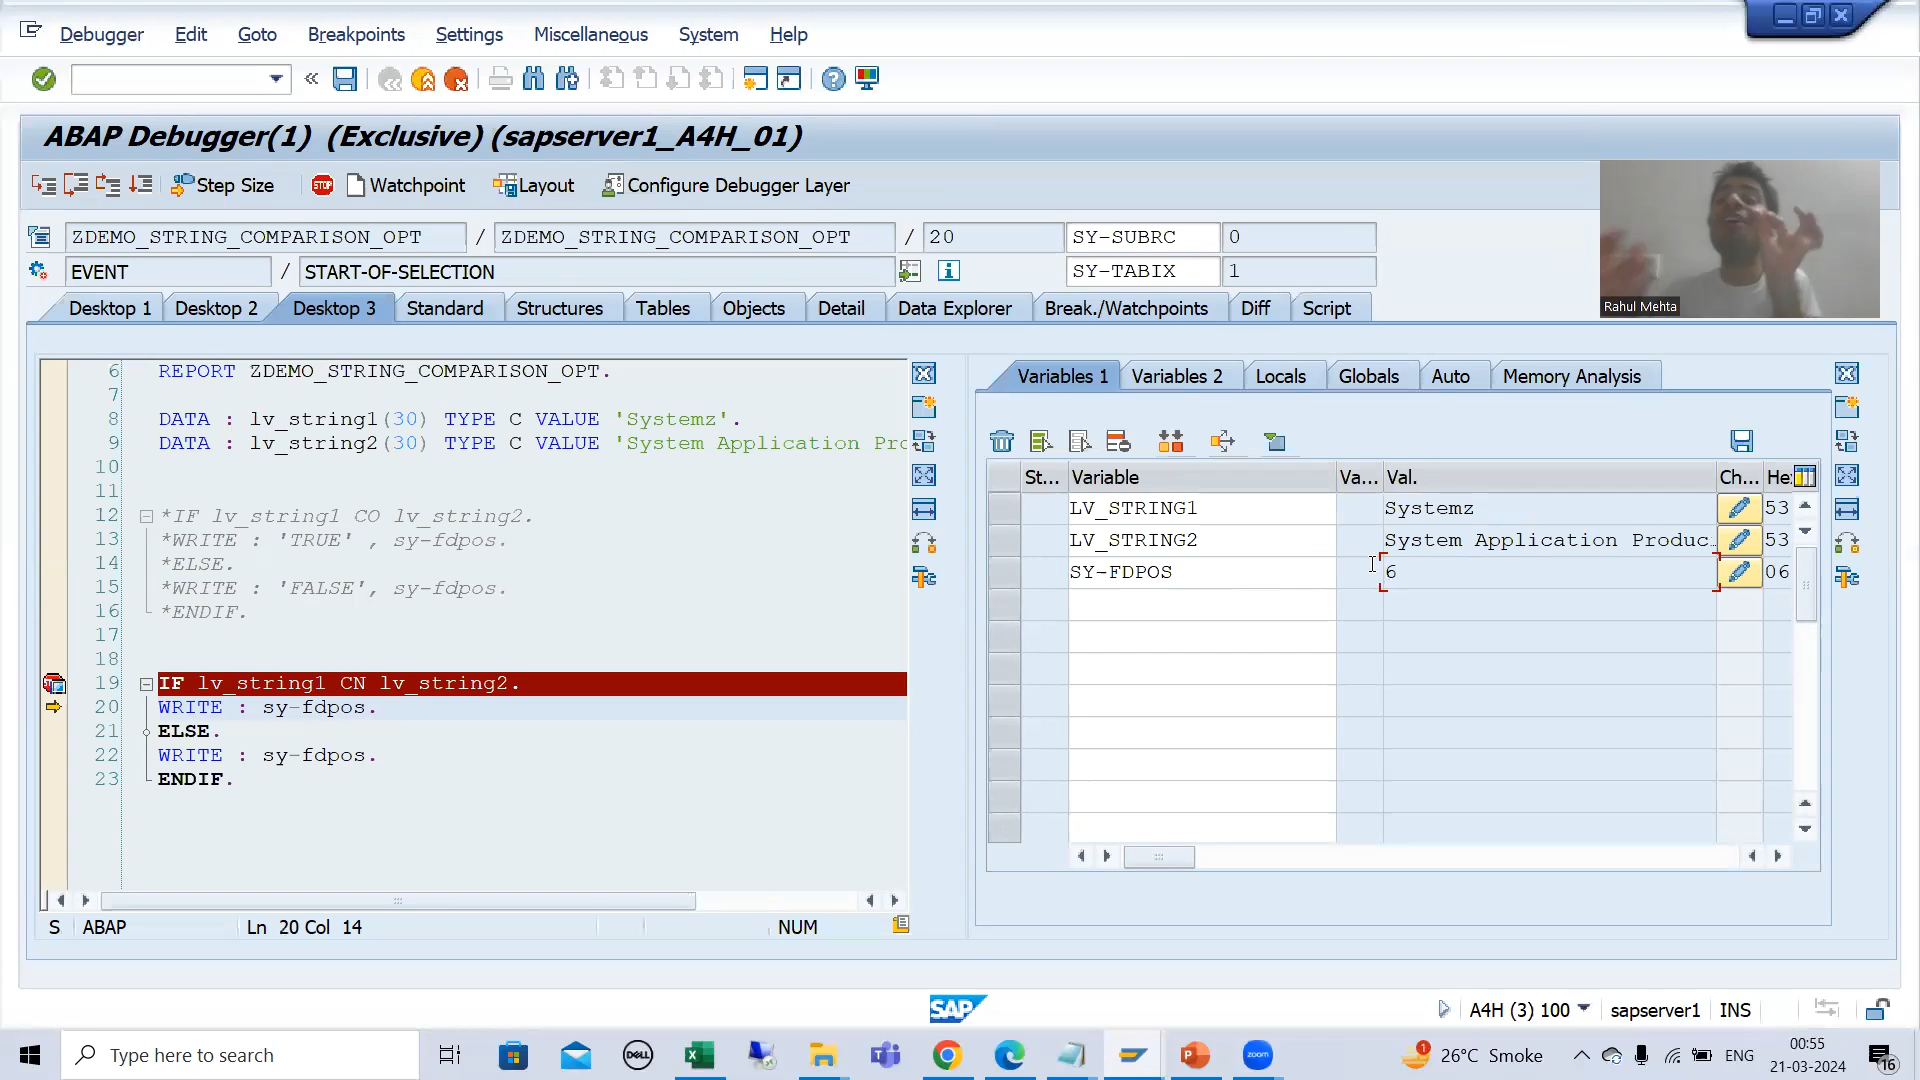 Debugger Edit Goto Breakpoints Settings Miscellaneous System Help
ABAP Debugger(1) (Exclusive) (sapserver1_A4H_01)
Step Size STOP Watchpoint Layout Configure Debugger Layer
ZDEMO_STRING_COMPARISON_OPT / ZDEMO_STRING_COMPARISON_OPT / 20 SY-SUBRC 0
EVENT / START-OF-SELECTION SY-TABIX 1
Rahul Mehta
Desktop 1 Desktop 2 Desktop 3 Standard Structures Tables Objects Detail Data Explorer Break./Watchpoints Diff Script
6 REPORT ZDEMO_STRING_COMPARISON_OPT.
7
8 DATA : lv_string1(30) TYPE C VALUE 'Systemz'.
9 DATA : lv_string2(30) TYPE C VALUE 'System Application Pro
10
11
12 *IF lv_string1 CO lv_string2.
13 *WRITE : 'TRUE' , sy-fdpos.
14 *ELSE.
15 *WRITE : 'FALSE', sy-fdpos.
16 *ENDIF.
17
18
19 IF lv_string1 CN lv_string2.
20 WRITE : sy-fdpos.
21 ELSE.
22 WRITE : sy-fdpos.
23 ENDIF.
S ABAP Ln 20 Col 14 NUM
Variables 1 Variables 2 Locals Globals Auto Memory Analysis
St... Variable Va... Val. Ch... He
LV_STRING1 Systemz 53
LV_STRING2 System Application Produc 53
SY-FDPOS 6 06
SAP
A4H (3) 100 sapserver1 INS
Type here to search
DELL
zoom
1 26°C Smoke ENG
00:55
21-03-2024
16